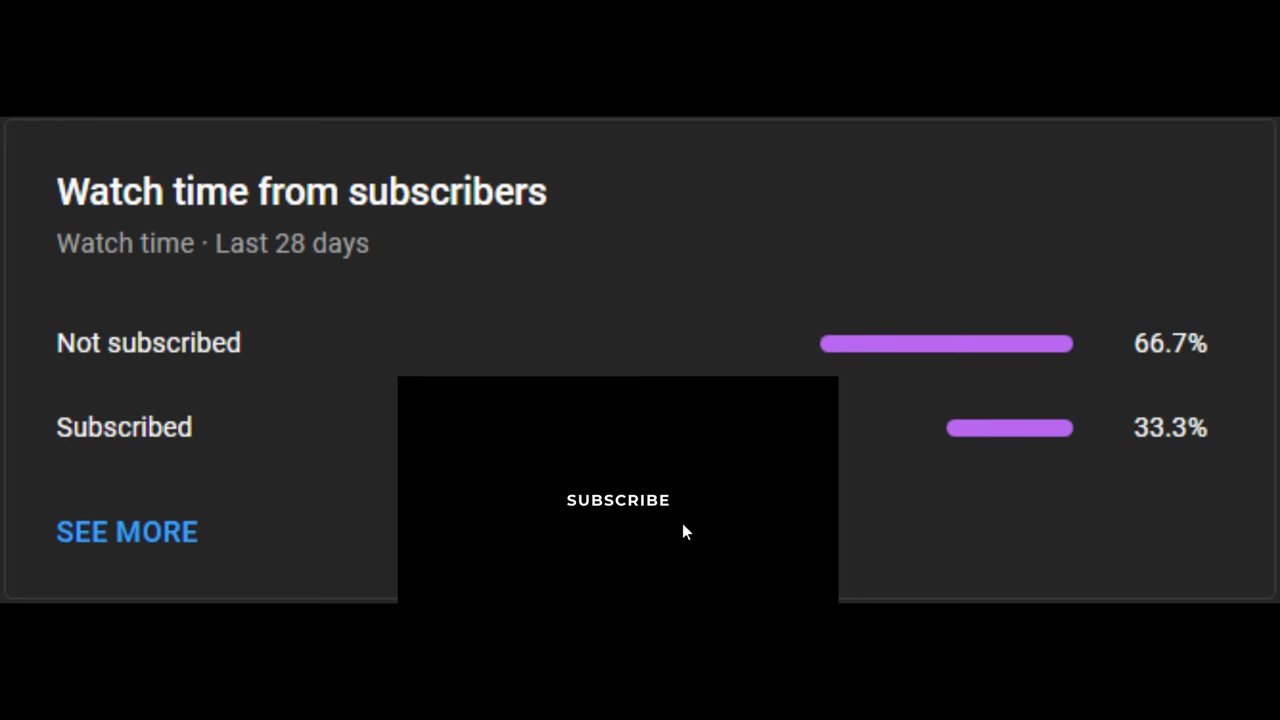 Watch time from subscribers
Watch time · Last 28 days
Not subscribed 66.7%
Subscribed 33.3%
SUBSCRIBE
SEE MORE